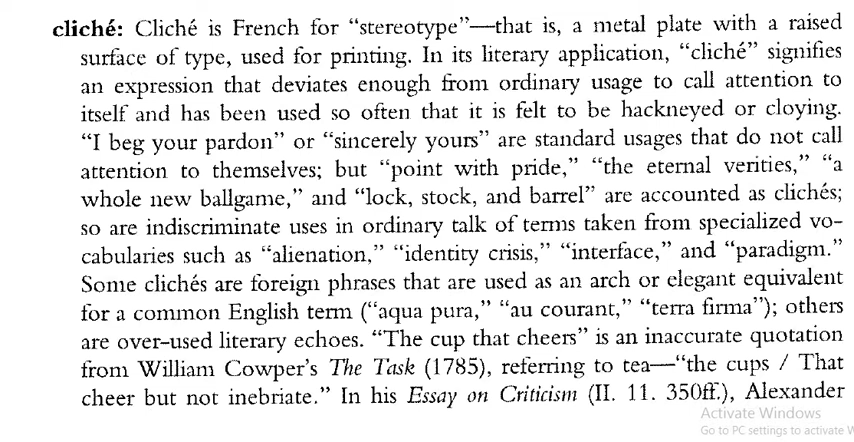 cliché: Cliché is French for “stereotype”—that is, a metal plate with a raised
surface of type, used for printing. In its literary application, “cliché” signifies
an expression that deviates enough from ordinary usage to call attention to
itself and has been used so often that it is felt to be hackneyed or cloying.
“I beg your pardon” or “sincerely yours” are standard usages that do not call
attention to themselves; but “point with pride,” “the eternal verities,” “a
whole new ballgame,” and “lock, stock, and barrel” are accounted as clichés;
so are indiscriminate uses in ordinary talk of terms taken from specialized vo-
cabularies such as “alienation,” “identity crisis,” “interface,” and “paradigm.”
Some clichés are foreign phrases that are used as an arch or elegant equivalent
for a common English term (“aqua pura,” “au courant,” “terra firma”); others
are over-used literary echoes. “The cup that cheers” is an inaccurate quotation
from William Cowper’s The Task (1785), referring to tea—“the cups / That
cheer but not inebriate.” In his Essay on Criticism (II. 11. 350ff.), Alexander
Activate Windows
Go to PC settings to activate W